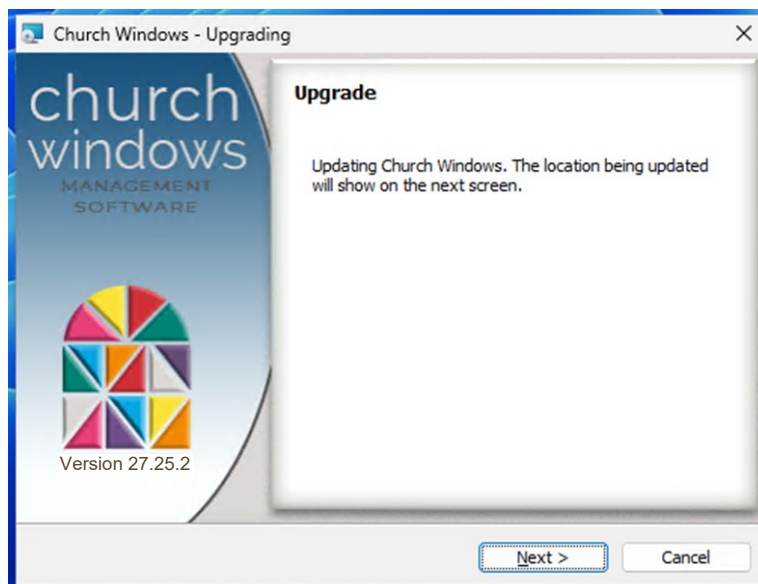 Church Windows - Upgrading
church
windows
MANAGEMENT
SOFTWARE
Version 27.25.2
Upgrade
Updating Church Windows. The location being updated
will show on the next screen.
Next >
Cancel